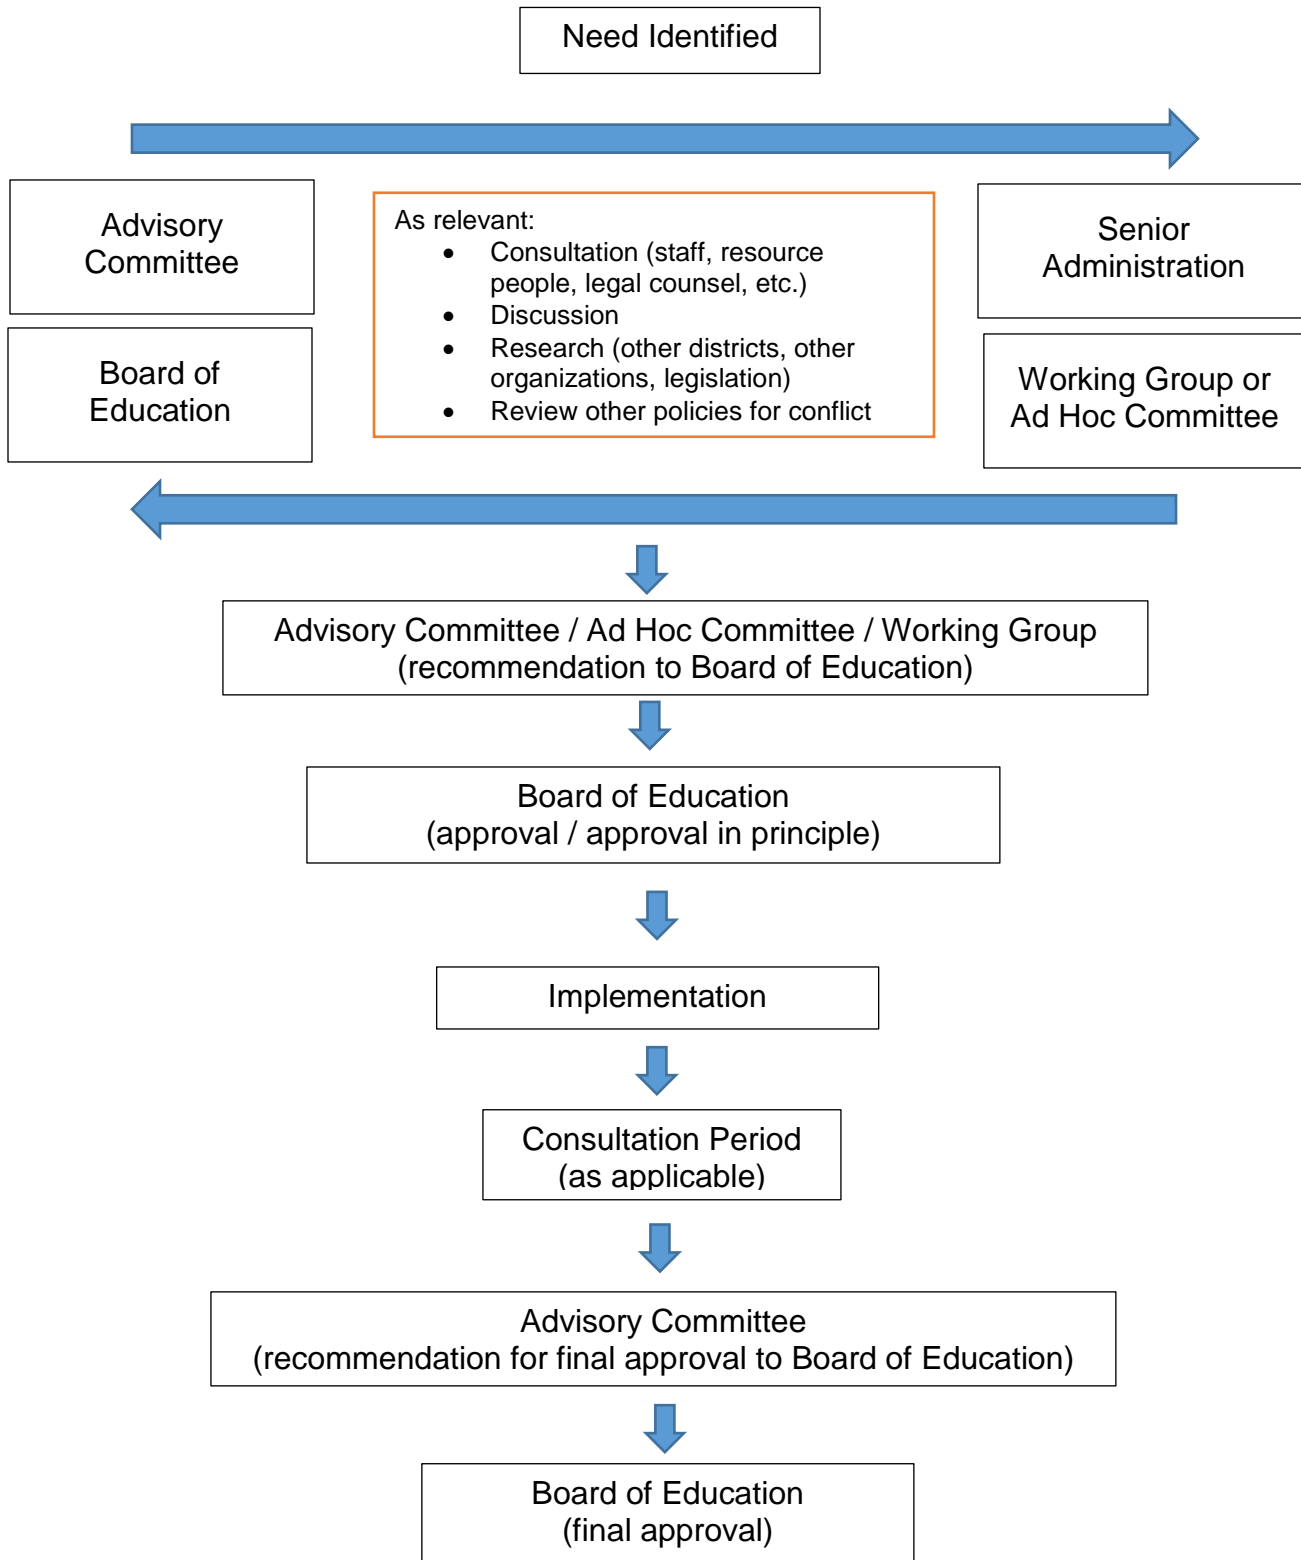 Need Identified
Advisory
Committee
Board of
Education
As relevant:
• Consultation (staff, resource
people, legal counsel, etc.)
• Discussion
• Research (other districts, other
organizations, legislation)
• Review other policies for conflict
Senior
Administration
Working Group or
Ad Hoc Committee
Advisory Committee / Ad Hoc Committee / Working Group
(recommendation to Board of Education)
Board of Education
(approval / approval in principle)
Implementation
Consultation Period
(as applicable)
Advisory Committee
(recommendation for final approval to Board of Education)
Board of Education
(final approval)